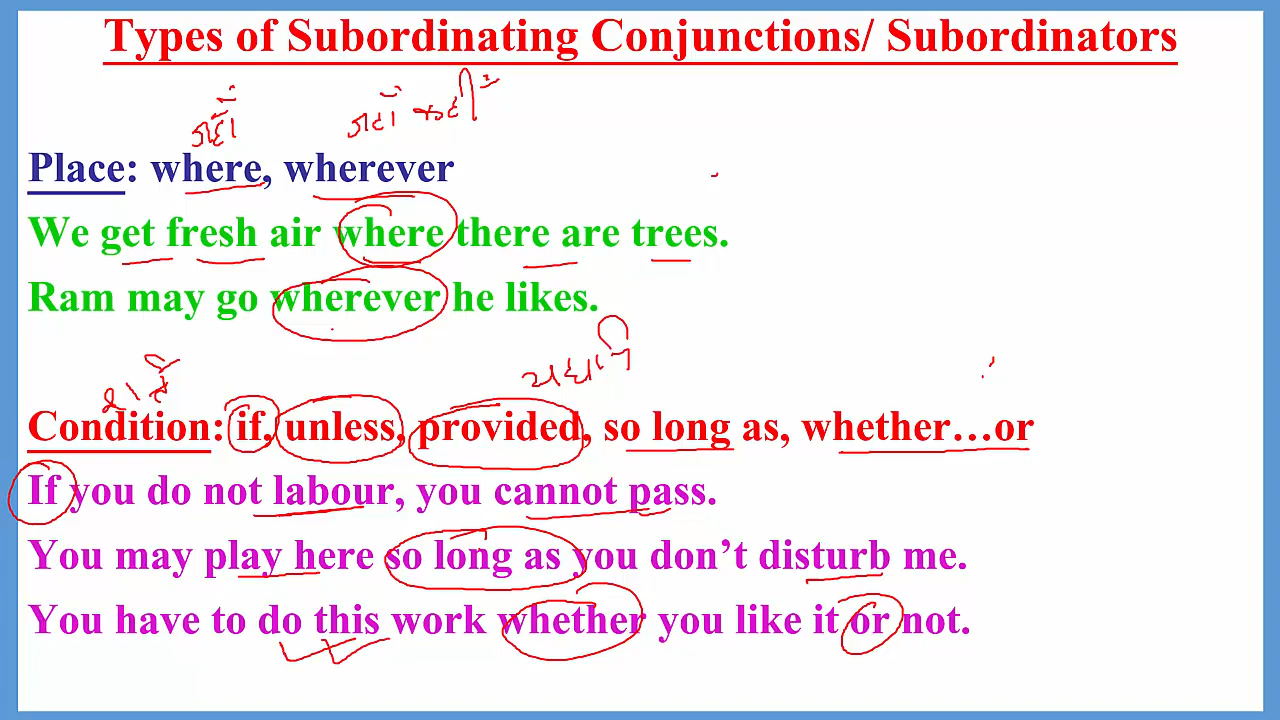 Types of Subordinating Conjunctions/ Subordinators
Place: where, wherever
We get fresh air where there are trees.
Ram may go wherever he likes.
Condition: if, unless, provided, so long as, whether…or
If you do not labour, you cannot pass.
You may play here so long as you don’t disturb me.
You have to do this work whether you like it or not.